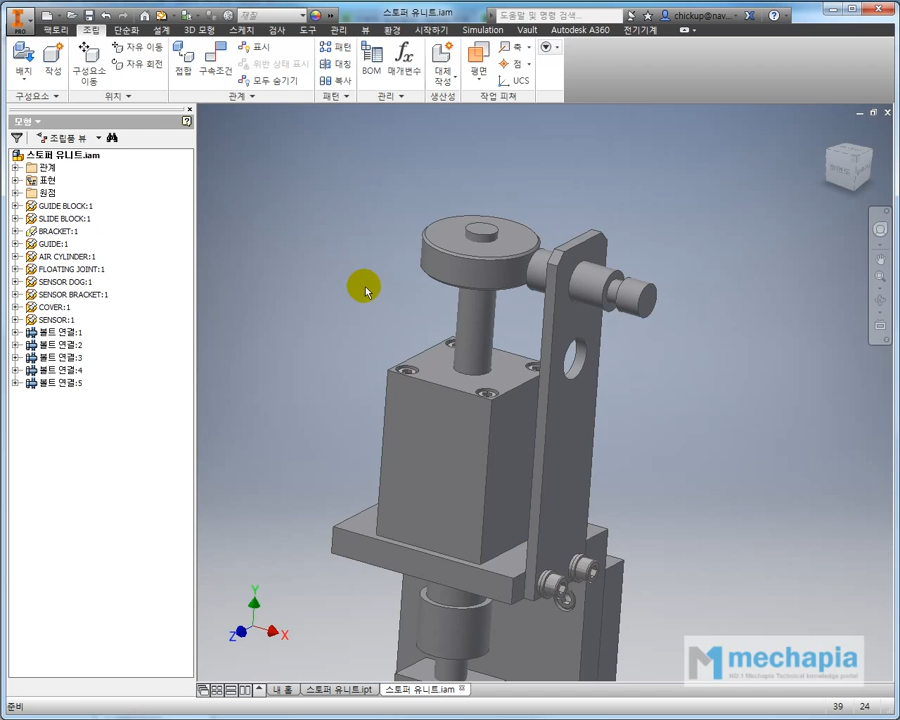 스토퍼 유니트.iam
재질
도움말 및 명령 검색...
chickup@nav...
PRO
팩토리 조립 단순화 설계 3D 모형 스케치 검사 도구 관리 뷰 환경 시작하기 Simulation Vault Autodesk A360 전기기계
배치
작성
구성요소
이동
자유 이동
자유 회전
접합
구속조건
표시
위반 상태 표시
모두 숨기기
패턴
대칭
복사
BOM
매개변수
대체
작성
평면
축
점
UCS
구성요소 위치 관계 패턴 관리 생산성 작업 피쳐
모형
조립품 뷰
스토퍼 유니트.iam
관계
표현
원점
GUIDE BLOCK:1
SLIDE BLOCK:1
BRACKET:1
GUIDE:1
AIR CYLINDER:1
FLOATING JOINT:1
SENSOR DOG:1
SENSOR BRACKET:1
COVER:1
SENSOR:1
볼트 연결:1
볼트 연결:2
볼트 연결:3
볼트 연결:4
볼트 연결:5
Y
Z
X
mechapia
NO.1 Mechapia Technical knowledge portal
내 홈 스토퍼 유니트.ipt 스토퍼 유니트.iam
준비
39 24